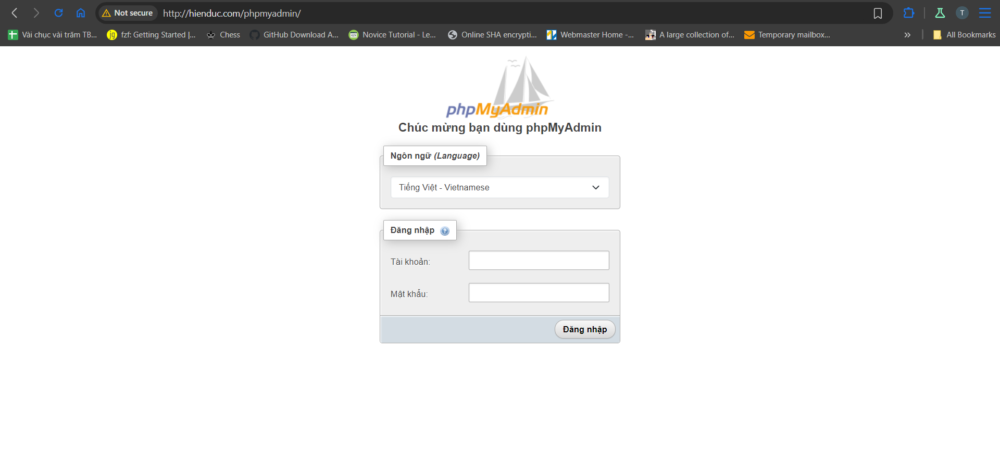 Not secure http://hienduc.com/phpmyadmin/ T
Vài chục vài trăm TB... fzf: Getting Started |... Chess GitHub Download A... Novice Tutorial - Le... Online SHA encrypti... Webmaster Home -... A large collection of... Temporary mailbox... » All Bookmarks
phpMyAdmin
Chúc mừng bạn dùng phpMyAdmin
Ngôn ngữ (Language)
Tiếng Việt - Vietnamese
Đăng nhập
Tài khoản:
Mật khẩu:
Đăng nhập